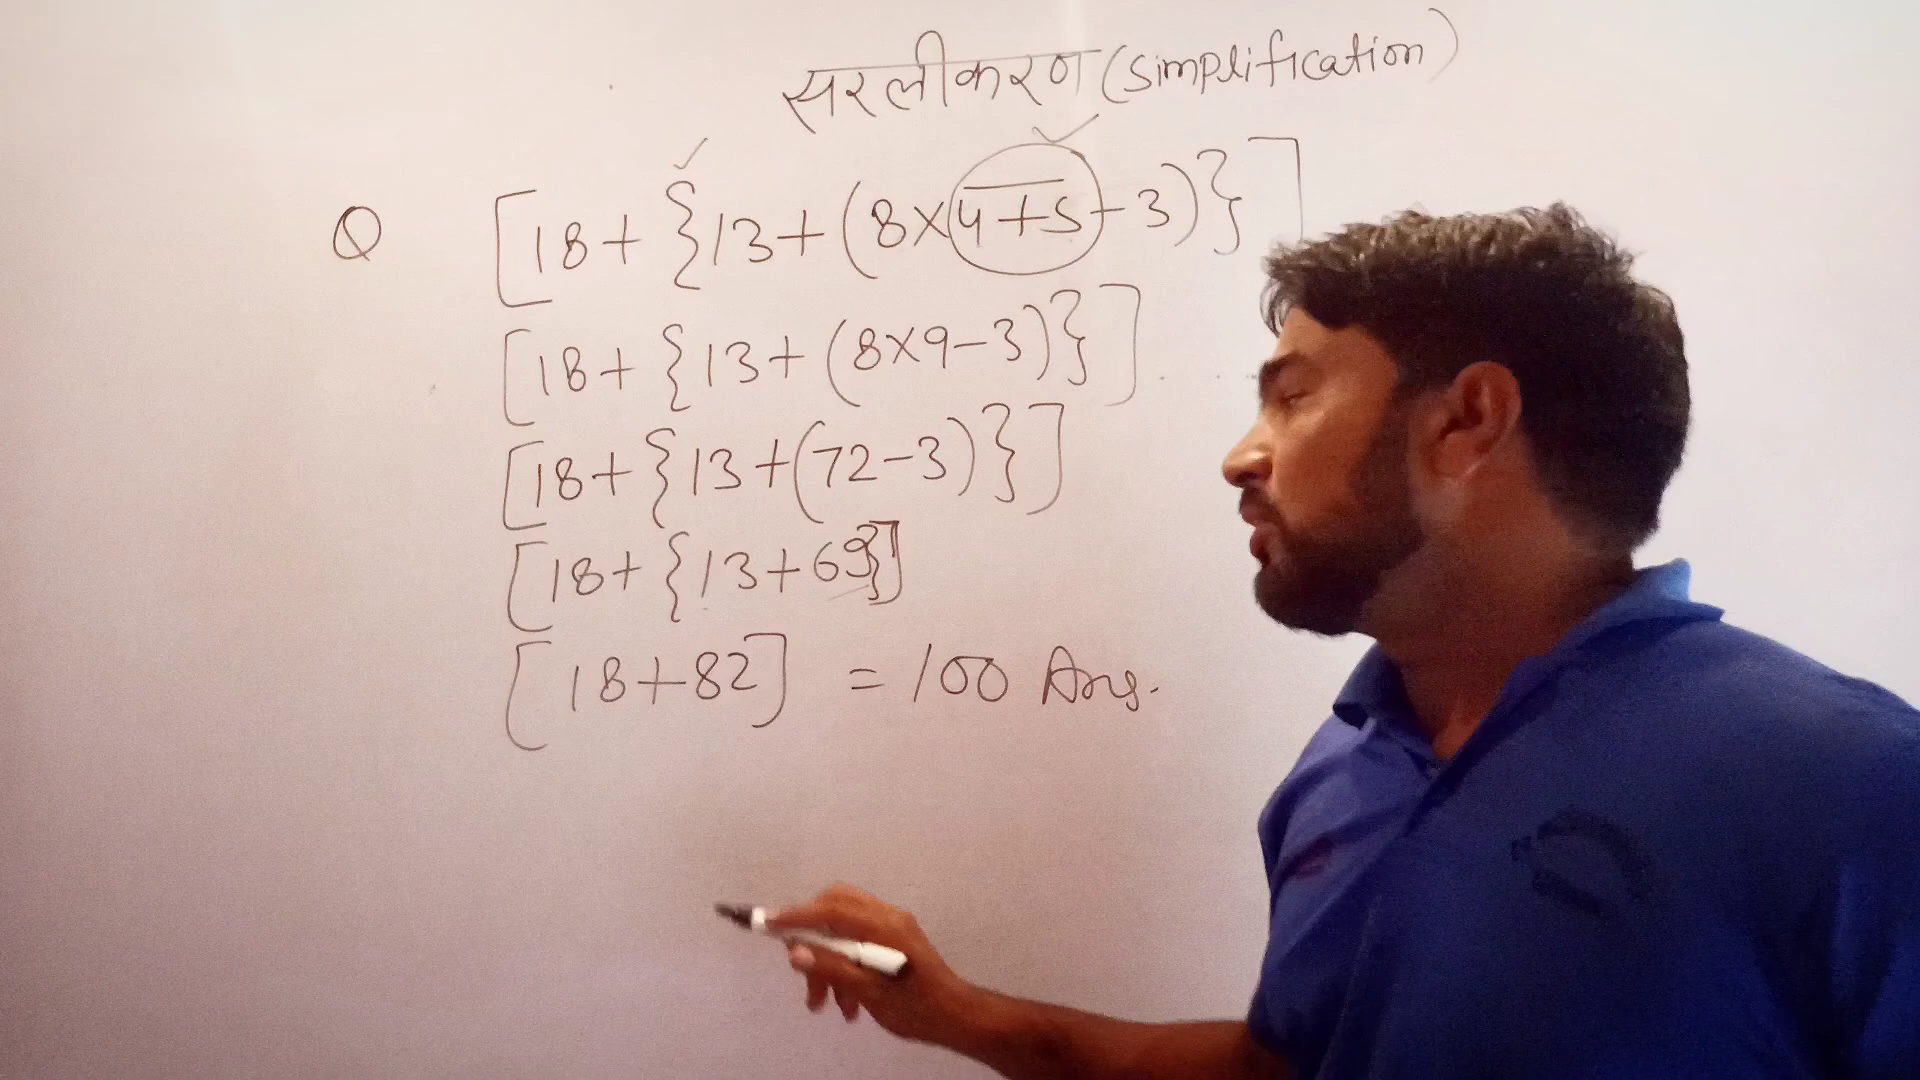 सरलीकरण (Simplification)
Q [18+{13+(8×4̅+̅5̅-3)}]
[18+{13+(8×9-3)}]
[18+{13+(72-3)}]
[18+{13+69}]
[18+82] = 100 Ans.